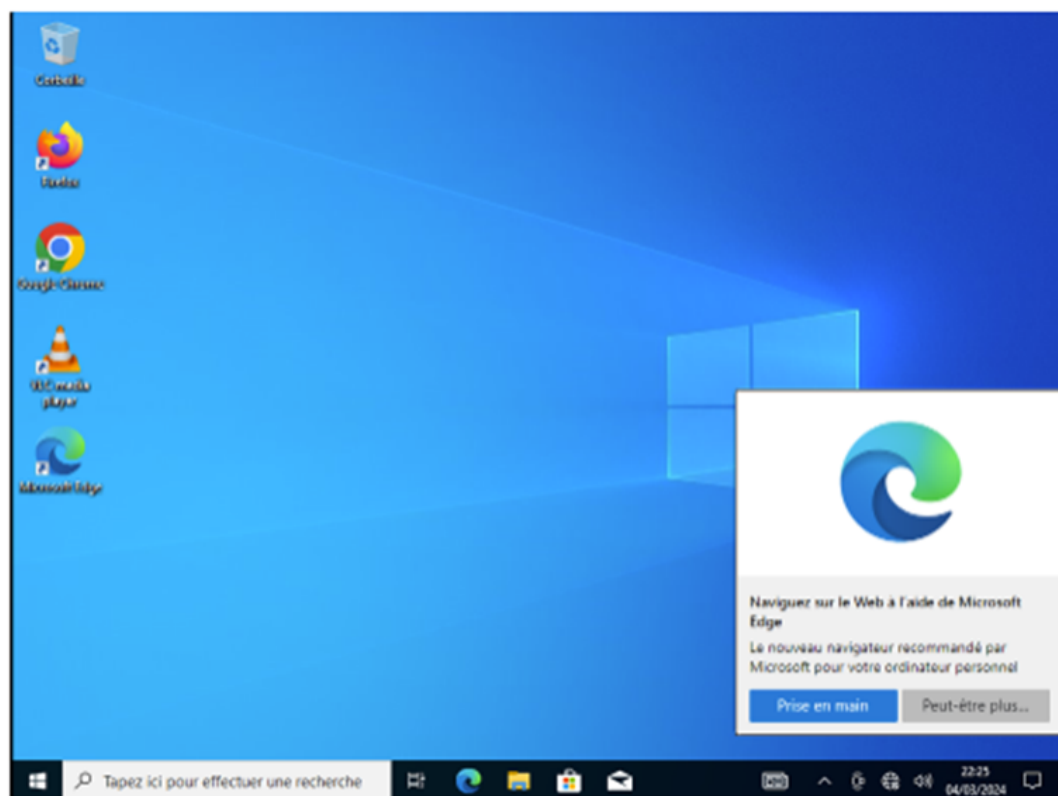 Corbeille
Firefox
Google Chrome
VLC media
player
Microsoft Edge
Naviguez sur le Web à l'aide de Microsoft
Edge
Le nouveau navigateur recommandé par
Microsoft pour votre ordinateur personnel
Prise en main
Peut-être plus...
Tapez ici pour effectuer une recherche
22:25
04/03/2024